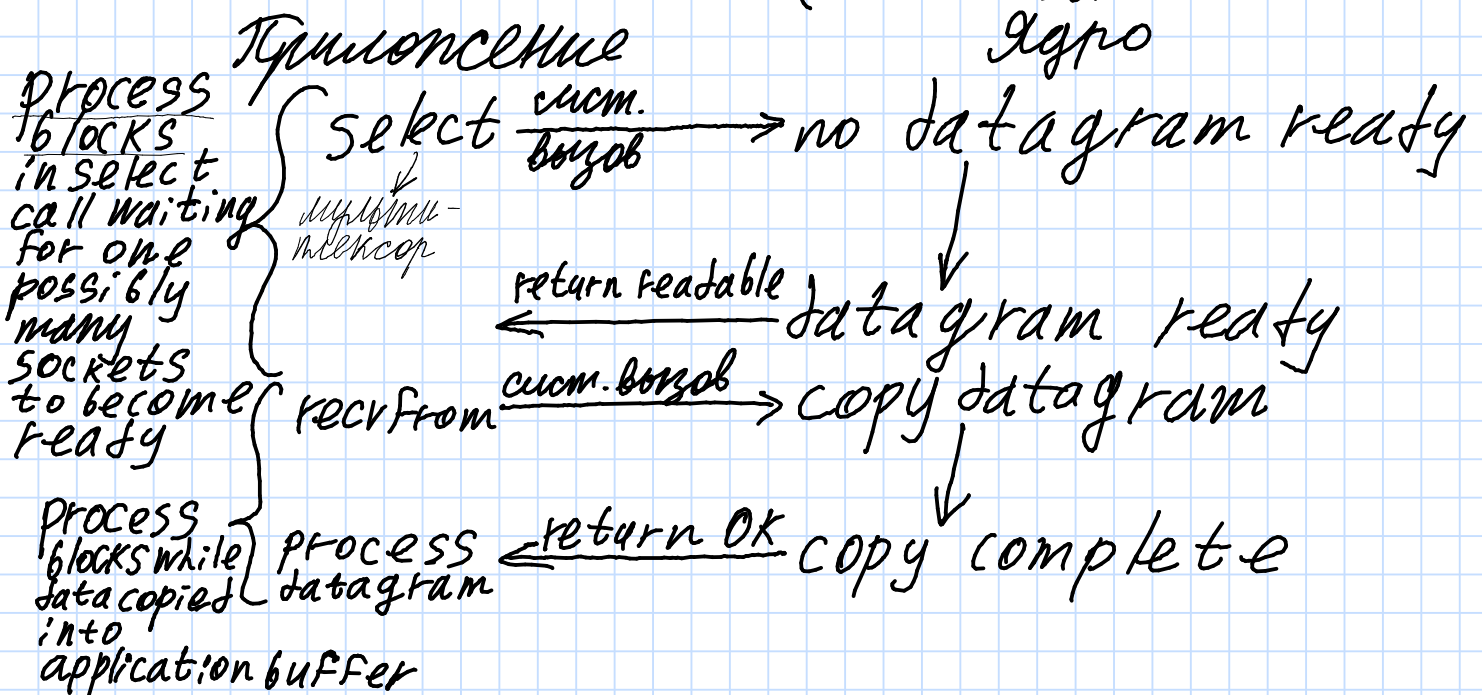 Приложение
Ядро
process
blocks
in select
call waiting
for one
possibly
many
sockets
to become
ready
select
сист.
вызов
no datagram ready
мульти-
плексор
return readable
datagram ready
recvfrom
сист. вызов
copy datagram
process
blocks while
data copied
into
application buffer
process
datagram
return OK
copy complete